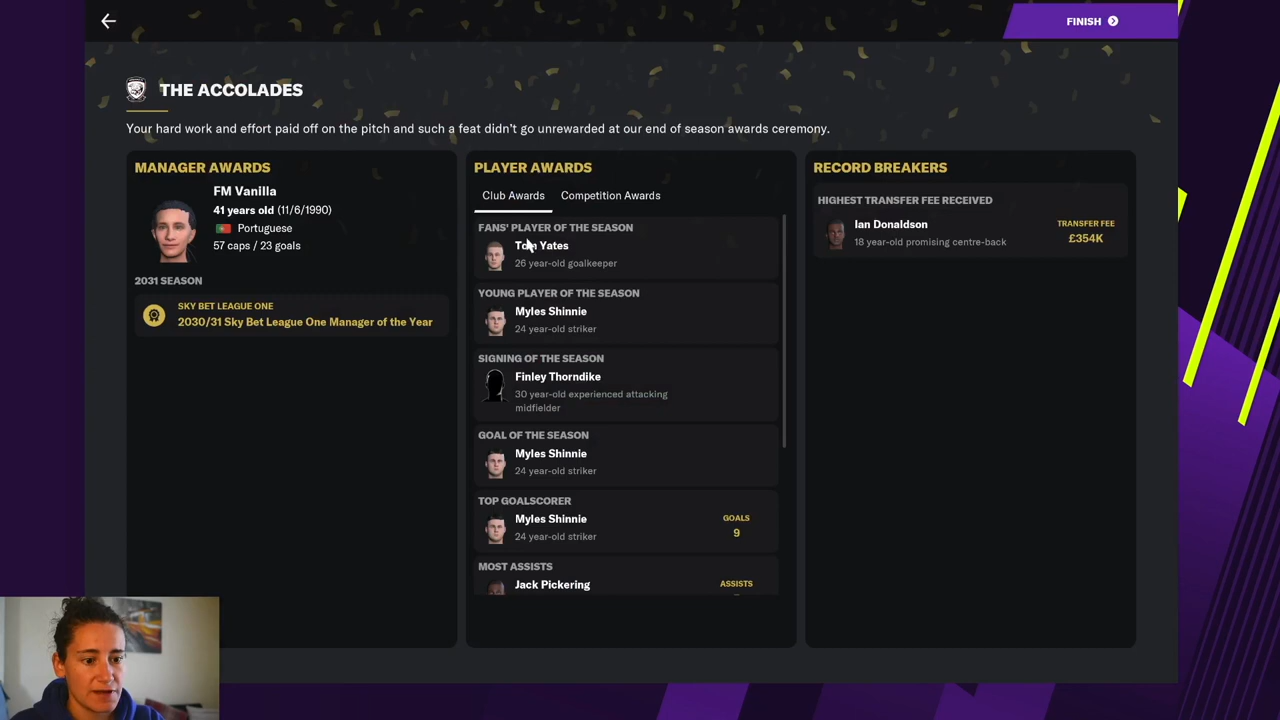 FINISH
THE ACCOLADES
Your hard work and effort paid off on the pitch and such a feat didn't go unrewarded at our end of season awards ceremony.
MANAGER AWARDS
FM Vanilla
41 years old (11/6/1990)
Portuguese
57 caps / 23 goals
2031 SEASON
SKY BET LEAGUE ONE
2030/31 Sky Bet League One Manager of the Year
PLAYER AWARDS
Club Awards Competition Awards
FANS' PLAYER OF THE SEASON
Tom Yates
26 year-old goalkeeper
YOUNG PLAYER OF THE SEASON
Myles Shinnie
24 year-old striker
SIGNING OF THE SEASON
Finley Thorndike
30 year-old experienced attacking
midfielder
GOAL OF THE SEASON
Myles Shinnie
24 year-old striker
TOP GOALSCORER
Myles Shinnie
24 year-old striker
GOALS
9
MOST ASSISTS
Jack Pickering
ASSISTS
RECORD BREAKERS
HIGHEST TRANSFER FEE RECEIVED
Ian Donaldson
18 year-old promising centre-back
TRANSFER FEE
£354K